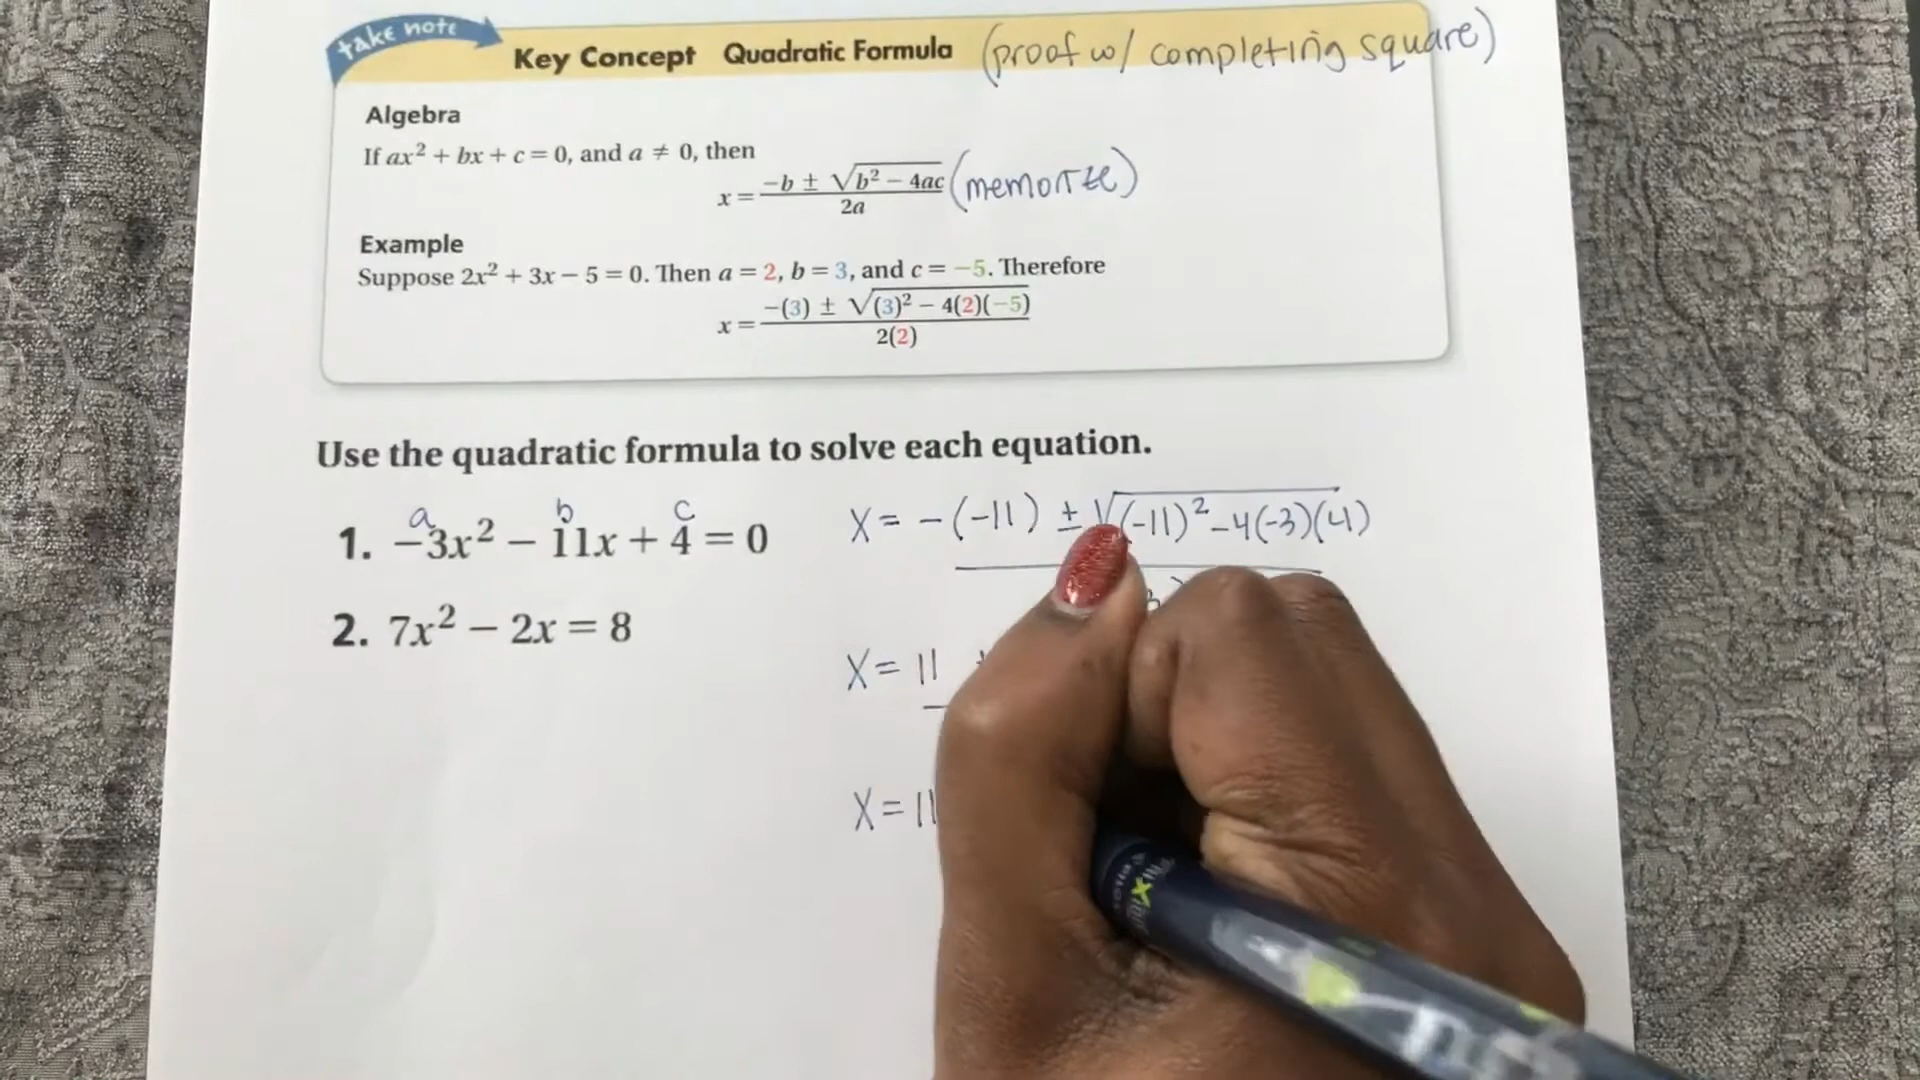 take note
Key Concept Quadratic Formula (proof w/ completing square)
Algebra
If ax² + bx + c = 0, and a ≠ 0, then
x = (-b ± √(b² − 4ac)) / 2a (memorize)
Example
Suppose 2x² + 3x − 5 = 0. Then a = 2, b = 3, and c = −5. Therefore
x = (−(3) ± √((3)² − 4(2)(−5))) / 2(2)
Use the quadratic formula to solve each equation.
a b c
1. −3x² − 11x + 4 = 0
X = -(-11) ± √(-11)² - 4(-3)(4)
2. 7x² − 2x = 8
X = 11
X = 11